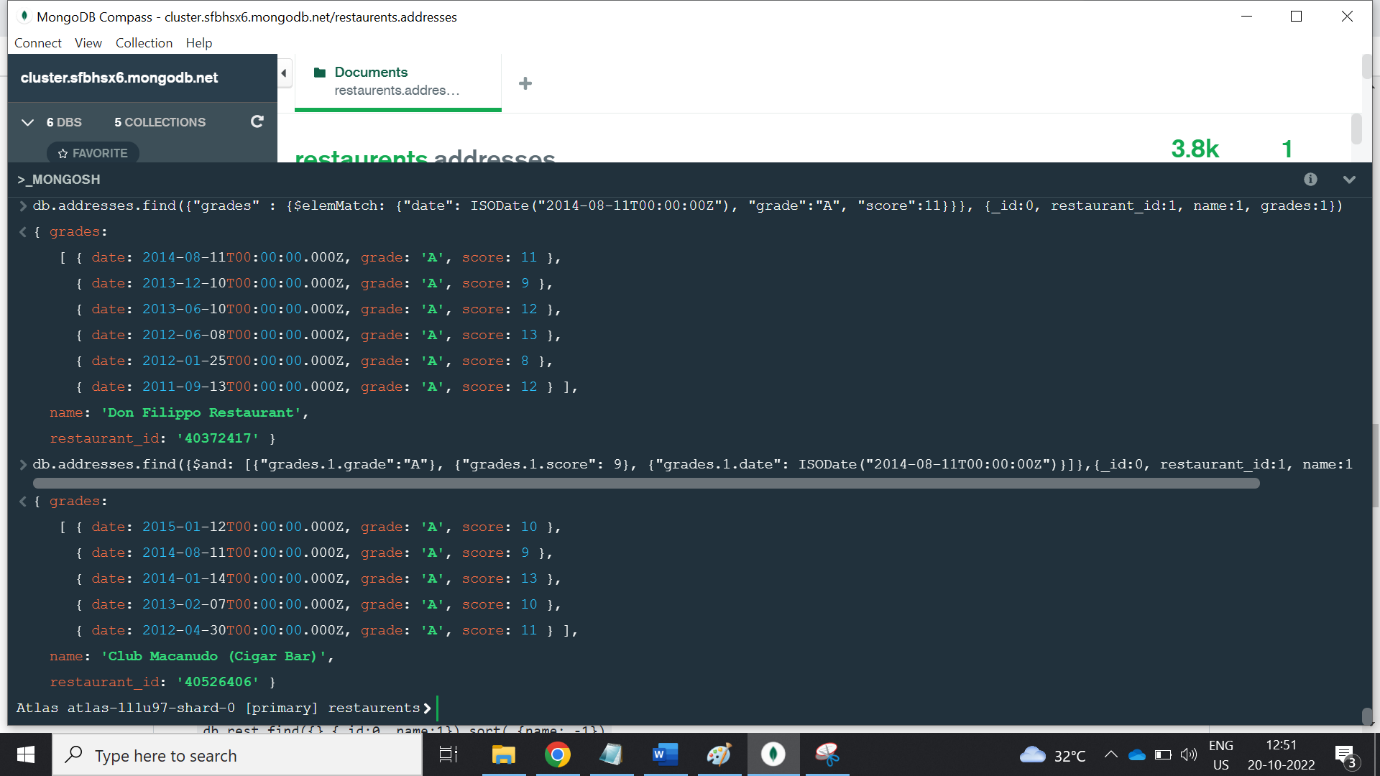 MongoDB Compass - cluster.sfbhsx6.mongodb.net/restaurents.addresses
Connect View Collection Help
cluster.sfbhsx6.mongodb.net
Documents
restaurents.addres...
6 DBS 5 COLLECTIONS
FAVORITE
restaurents.addresses
3.8k 1
>_MONGOSH
> db.addresses.find({"grades" : {$elemMatch: {"date": ISODate("2014-08-11T00:00:00Z"), "grade":"A", "score":11}}}, {_id:0, restaurant_id:1, name:1, grades:1})
< { grades:
[ { date: 2014-08-11T00:00:00.000Z, grade: 'A', score: 11 },
{ date: 2013-12-10T00:00:00.000Z, grade: 'A', score: 9 },
{ date: 2013-06-10T00:00:00.000Z, grade: 'A', score: 12 },
{ date: 2012-06-08T00:00:00.000Z, grade: 'A', score: 13 },
{ date: 2012-01-25T00:00:00.000Z, grade: 'A', score: 8 },
{ date: 2011-09-13T00:00:00.000Z, grade: 'A', score: 12 } ],
name: 'Don Filippo Restaurant',
restaurant_id: '40372417' }
> db.addresses.find({$and: [{"grades.1.grade":"A"}, {"grades.1.score": 9}, {"grades.1.date": ISODate("2014-08-11T00:00:00Z")}]},{_id:0, restaurant_id:1, name:1
< { grades:
[ { date: 2015-01-12T00:00:00.000Z, grade: 'A', score: 10 },
{ date: 2014-08-11T00:00:00.000Z, grade: 'A', score: 9 },
{ date: 2014-01-14T00:00:00.000Z, grade: 'A', score: 13 },
{ date: 2013-02-07T00:00:00.000Z, grade: 'A', score: 10 },
{ date: 2012-04-30T00:00:00.000Z, grade: 'A', score: 11 } ],
name: 'Club Macanudo (Cigar Bar)',
restaurant_id: '40526406' }
Atlas atlas-lllu97-shard-0 [primary] restaurents>
db.rest.find({},{_id:0, name:1}).sort( {name: -1})
Type here to search
32°C
ENG
US
12:51
20-10-2022
3